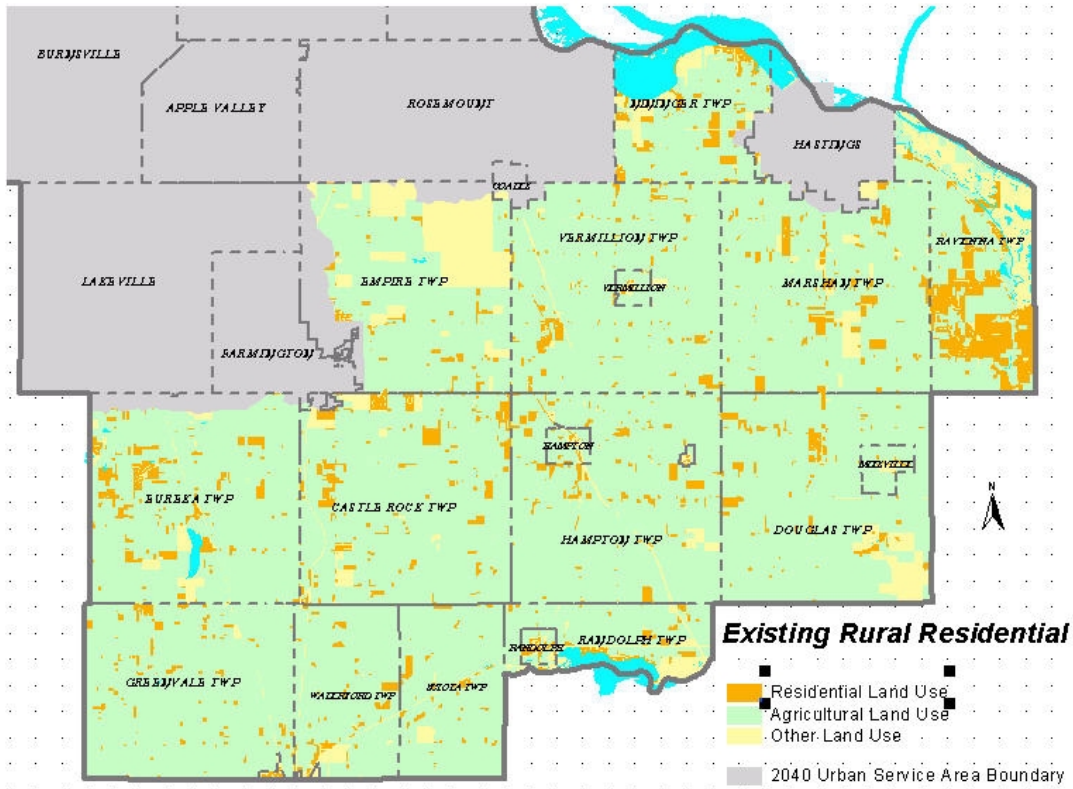 BURNSVILLE
APPLE VALLEY
ROSEMOUNT
NININGER TWP
HASTINGS
COATES
VERMILLION TWP
RAVENNA TWP
LAKEVILLE
EMPIRE TWP
VERMILLION
MARSHAN TWP
FARMINGTON
HAMPTON
EUREKA TWP
CASTLE ROCK TWP
HAMPTON TWP
DOUGLAS TWP
N
RANDOLPH
RANDOLPH TWP
GREENVALE TWP
WATERFORD TWP
SCIOTA TWP
Existing Rural Residential
Residential Land Use
Agricultural Land Use
Other Land Use
2040 Urban Service Area Boundary